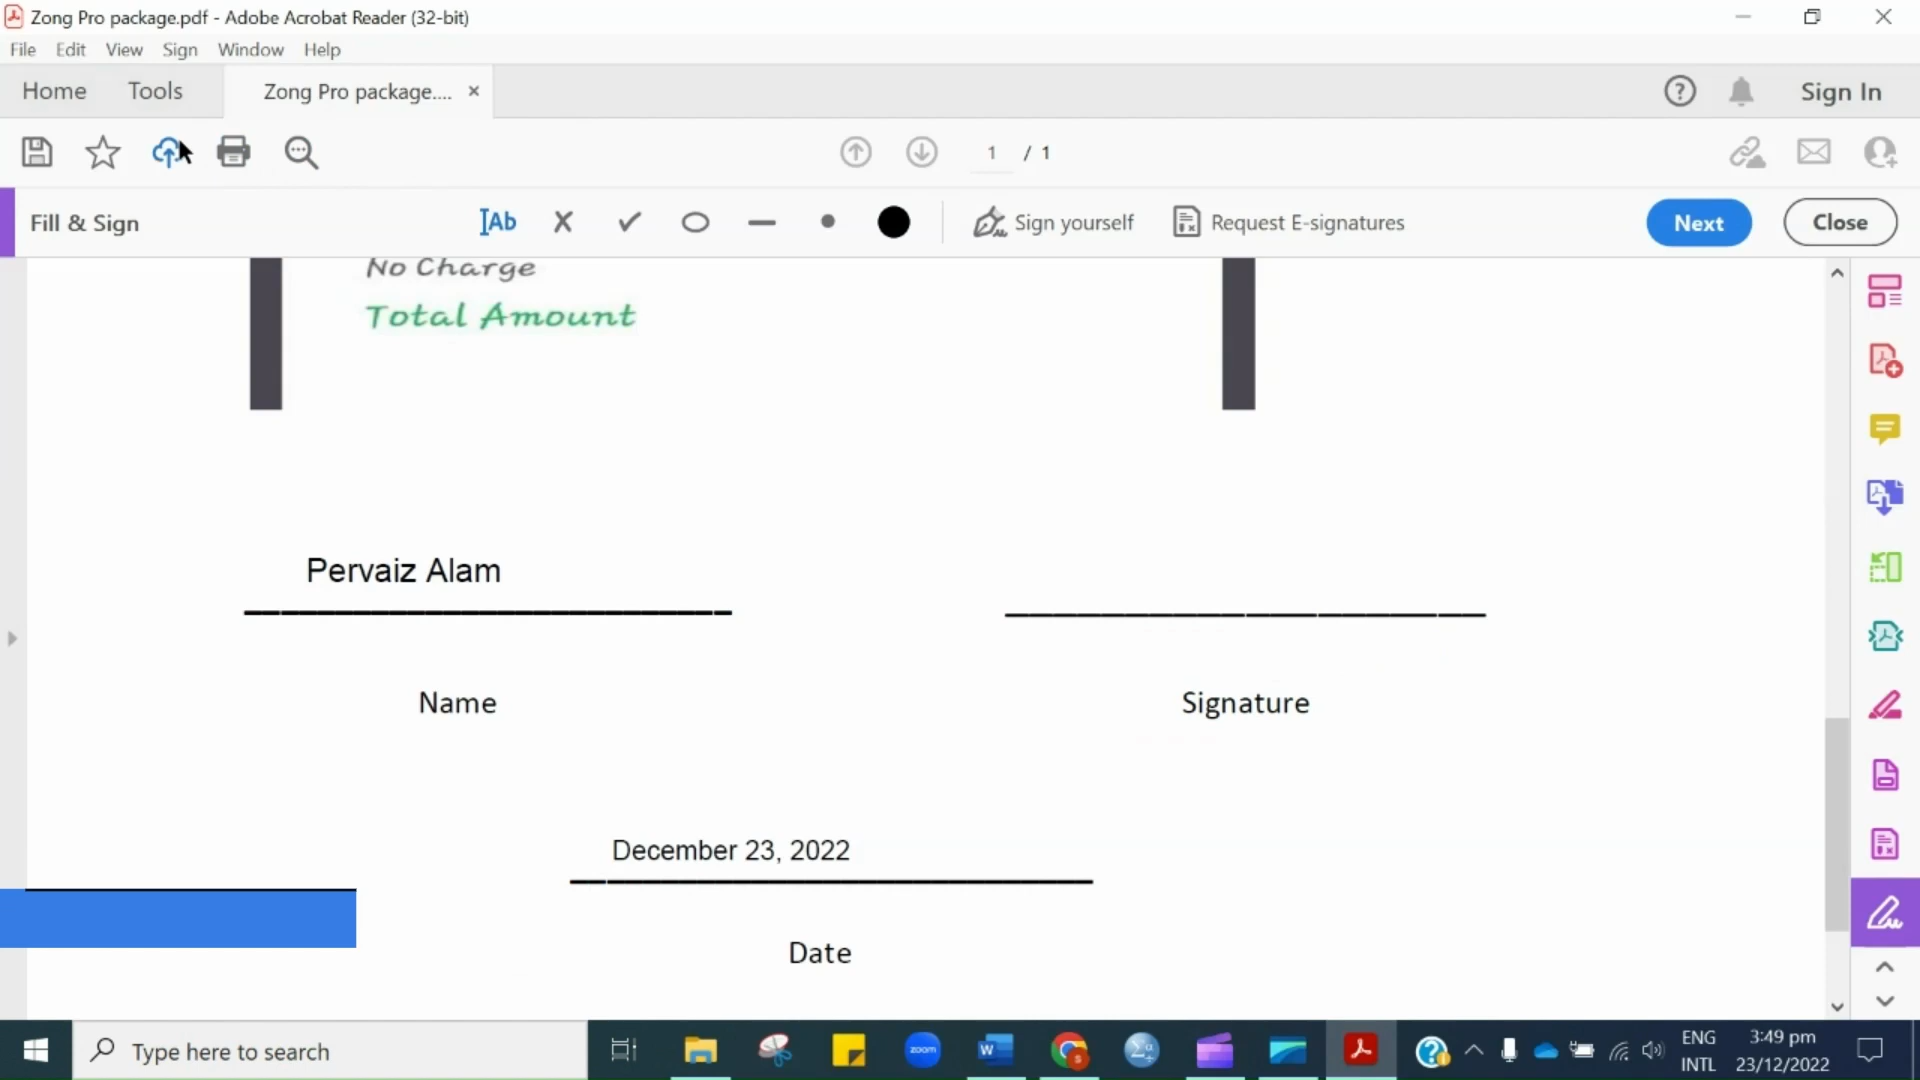 Zong Pro package.pdf - Adobe Acrobat Reader (32-bit)
File Edit View Sign Window Help
Home Tools Zong Pro package.... × Sign In
1 / 1
Fill & Sign IAb Sign yourself Request E-signatures Next Close
No Charge
Total Amount
Pervaiz Alam
Name Signature
December 23, 2022
Date
Type here to search zoom W S ENG 3:49 pm
INTL 23/12/2022